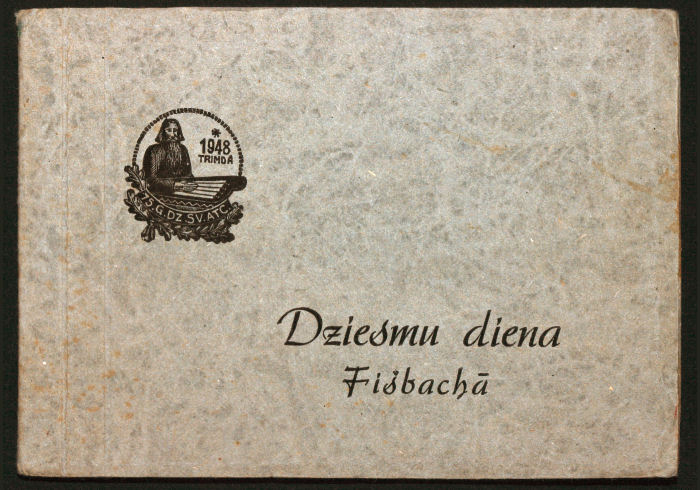 * 1948
TRIMDĀ
75.G.DZ.SV.ATC.
Dziesmu diena
Fišbachā